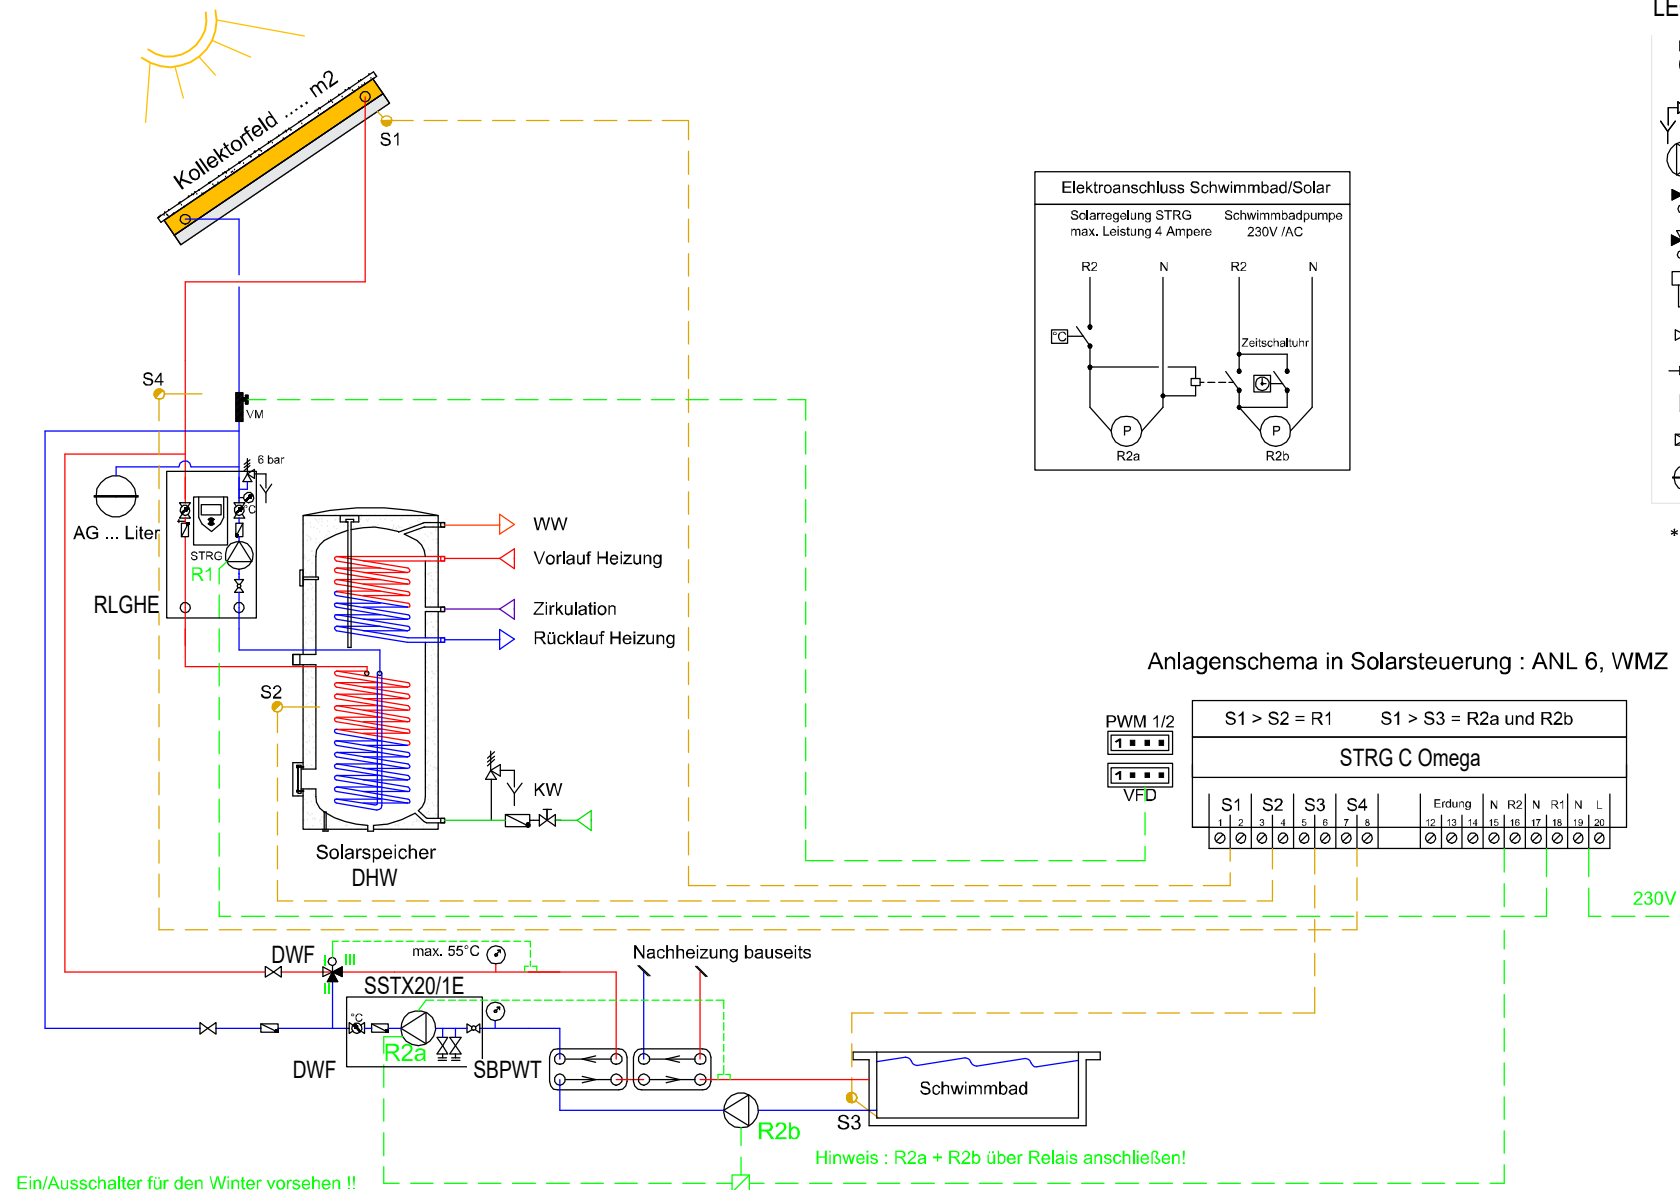 LE
Kollektorfeld ..... m2
S1
Elektroanschluss Schwimmbad/Solar
Solarregelung STRG
max. Leistung 4 Ampere
Schwimmbadpumpe
230V /AC
R2
N
R2
N
°C
Zeitschaltuhr
P
R2a
P
R2b
S4
VM
6 bar
°C
AG ... Liter
STRG
R1
RLGHE
WW
Vorlauf Heizung
Zirkulation
Rücklauf Heizung
S2
KW
Solarspeicher
DHW
*
Anlagenschema in Solarsteuerung : ANL 6, WMZ
PWM 1/2
1
1
VFD
S1 > S2 = R1
S1 > S3 = R2a und R2b
STRG C Omega
S1 S2 S3 S4 Erdung N R2 N R1 N L
1 2 3 4 5 6 7 8 12 13 14 15 16 17 18 19 20
230V
DWF
I
III
II
max. 55°C
Nachheizung bauseits
SSTX20/1E
°C
R2a
DWF
SBPWT
R2b
Schwimmbad
S3
Hinweis : R2a + R2b über Relais anschließen!
Ein/Ausschalter für den Winter vorsehen !!